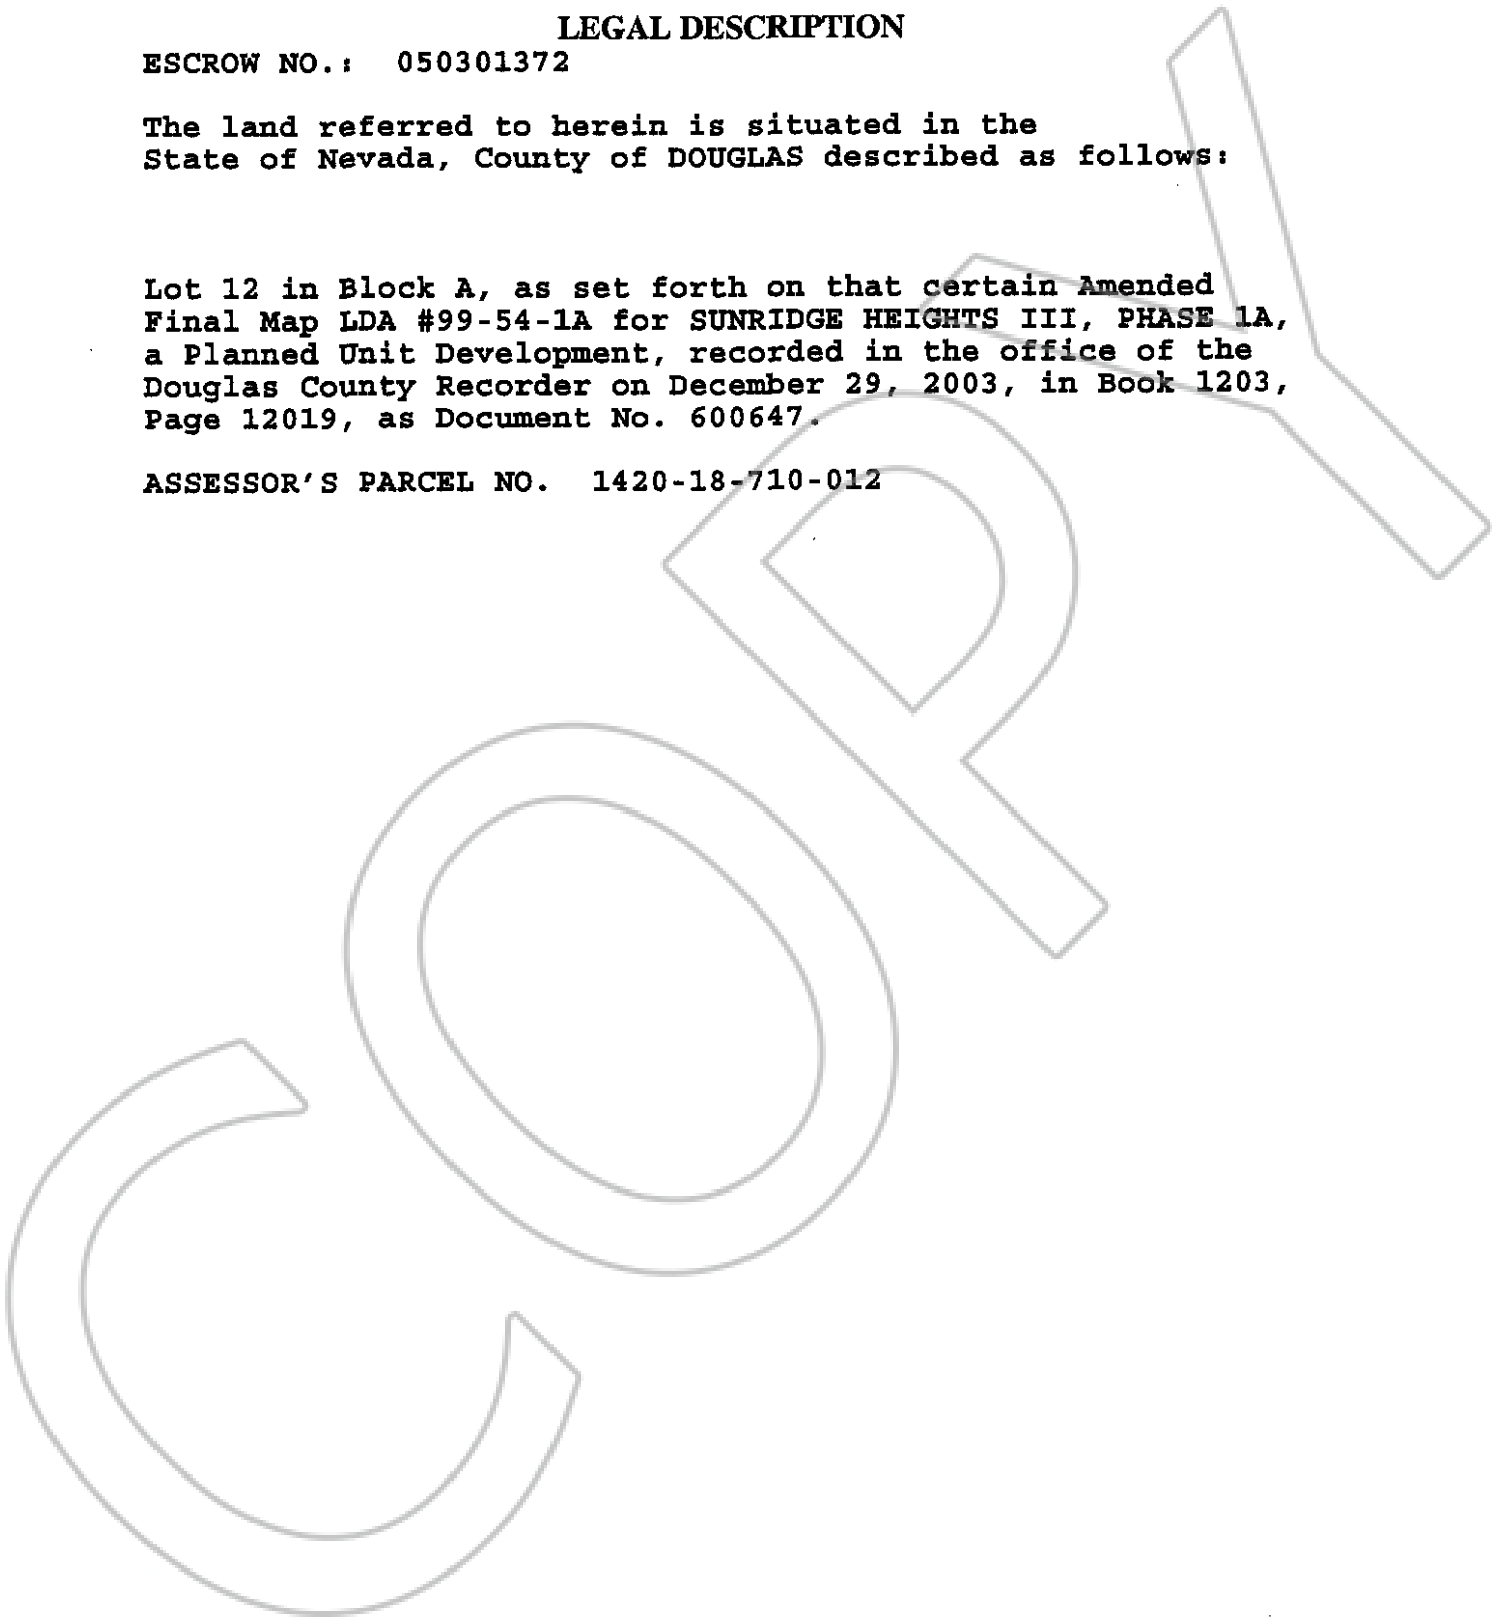 LEGAL DESCRIPTION
ESCROW NO.: 050301372
The land referred to herein is situated in the
State of Nevada, County of DOUGLAS described as follows:
Lot 12 in Block A, as set forth on that certain Amended
Final Map LDA #99-54-1A for SUNRIDGE HEIGHTS III, PHASE 1A,
a Planned Unit Development, recorded in the office of the
Douglas County Recorder on December 29, 2003, in Book 1203,
Page 12019, as Document No. 600647.
ASSESSOR'S PARCEL NO. 1420-18-710-012
COPY